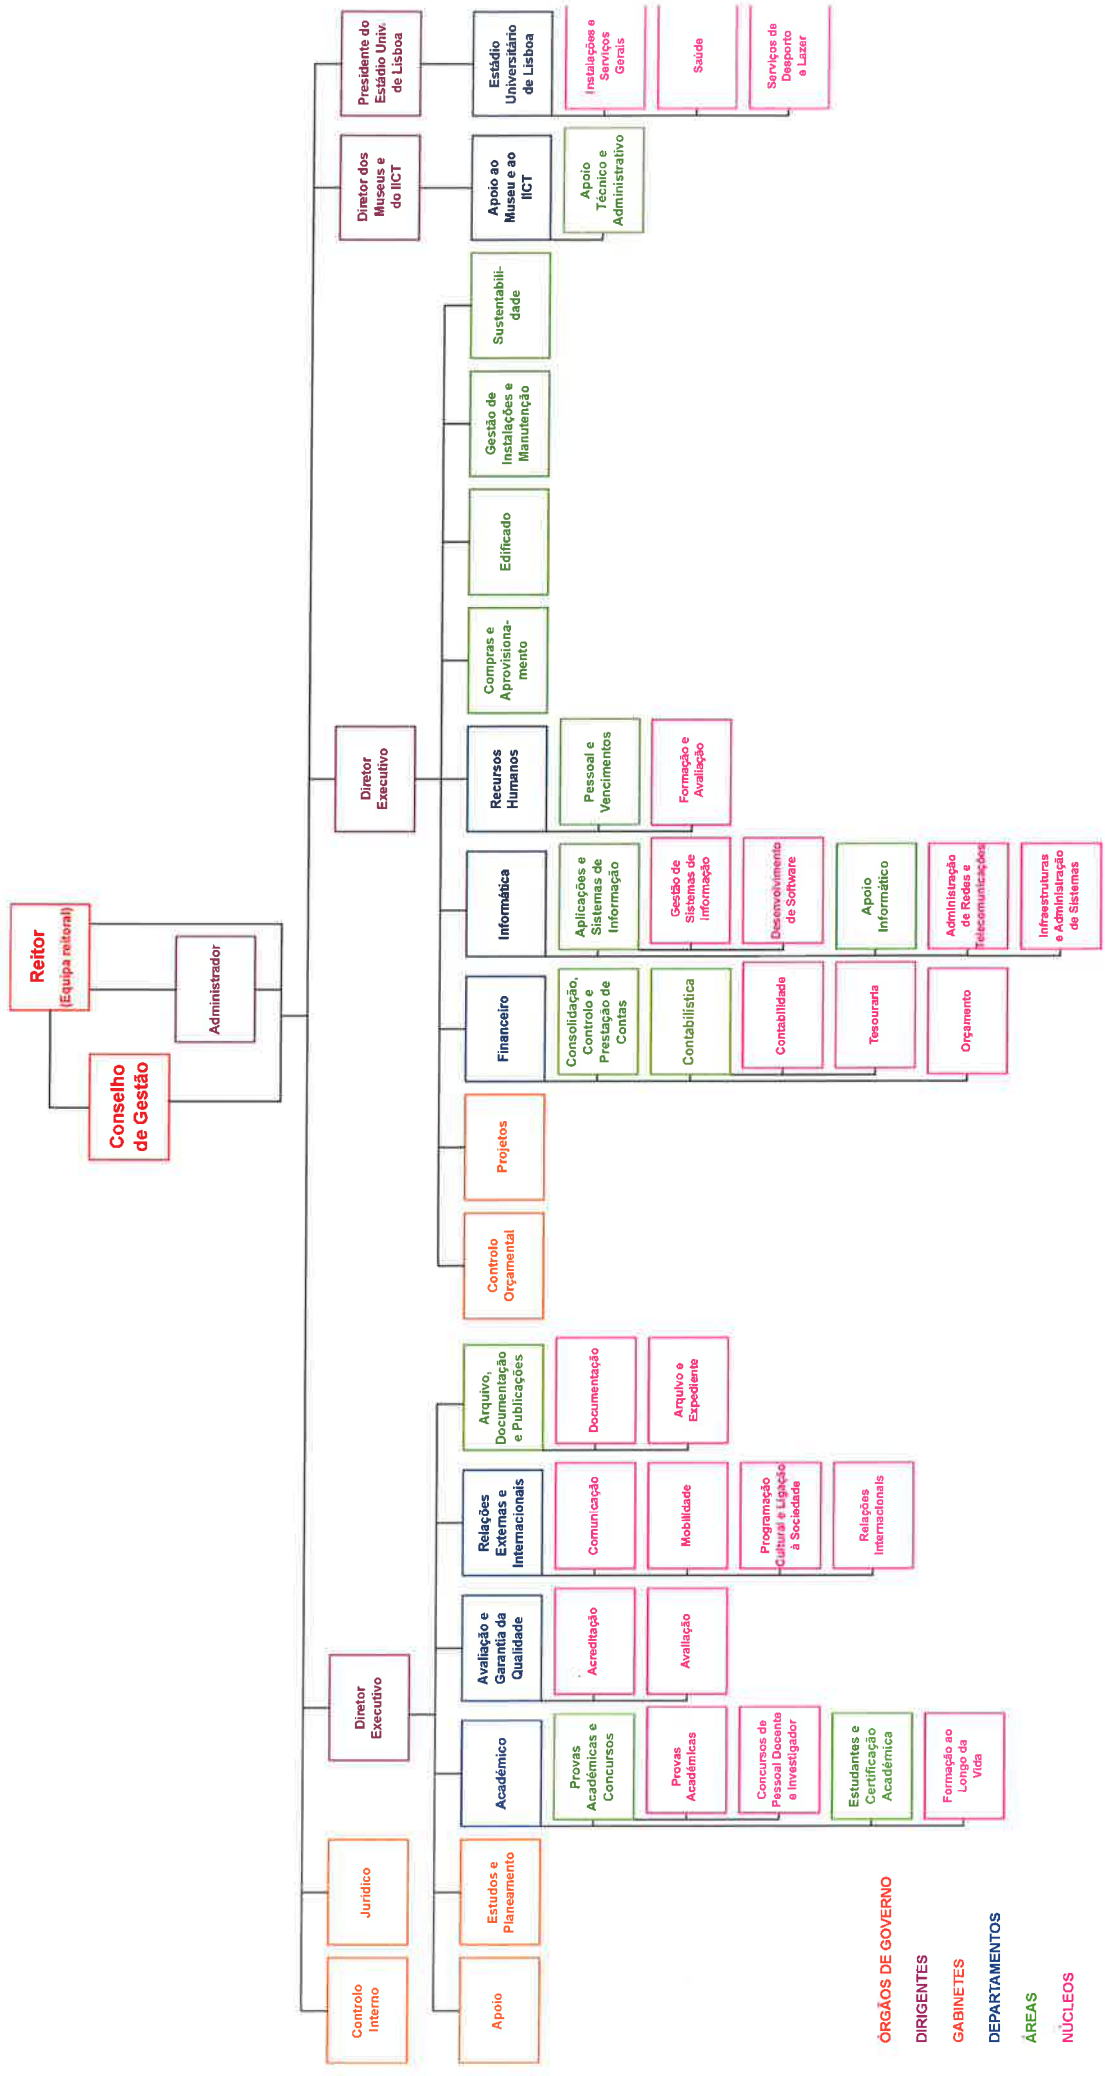 Reitor
(Equipa reitoral)
Conselho
de Gestão
Administrador
Controlo
Interno
Jurídico
Diretor
Executivo
Diretor
Executivo
Diretor dos
Museus e
do IICT
Presidente do
Estádio Univ.
de Lisboa
Apoio
Estudos e
Planeamento
Académico
Provas
Académicas e
Concursos
Provas
Académicas
Concursos de
Pessoal Docente
e Investigador
Estudantes e
Certificação
Académica
Formação ao
Longo da
Vida
Avaliação e
Garantia da
Qualidade
Acreditação
Avaliação
Relações
Externas e
Internacionais
Comunicação
Mobilidade
Programação
Cultural e Ligação
à Sociedade
Relações
Internacionais
Arquivo,
Documentação
e Publicações
Documentação
Arquivo e
Expediente
Controlo
Orçamental
Projetos
Financeiro
Consolidação,
Controlo e
Prestação de
Contas
Contabilística
Contabilidade
Tesouraria
Orçamento
Informática
Aplicações e
Sistemas de
Informação
Gestão de
Sistemas de
Informação
Desenvolvimento
de Software
Apoio
Informático
Administração
de Redes e
Telecomunicações
Infraestruturas
e Administração
de Sistemas
Recursos
Humanos
Pessoal e
Vencimentos
Formação e
Avaliação
Compras e
Aprovisiona-
mento
Edificado
Gestão de
Instalações e
Manutenção
Sustentabili-
dade
Apoio ao
Museu e ao
IICT
Apoio
Técnico e
Administrativo
Estádio
Universitário
de Lisboa
Instalações e
Serviços
Gerais
Saúde
Serviços de
Desporto
e Lazer
ÓRGÃOS DE GOVERNO
DIRIGENTES
GABINETES
DEPARTAMENTOS
ÁREAS
NÚCLEOS